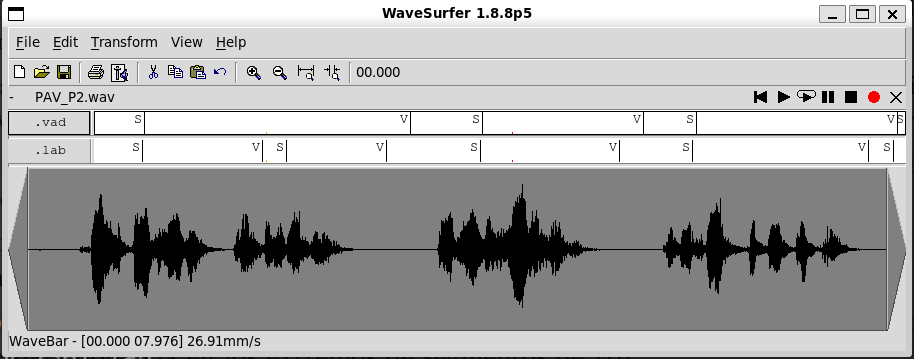 WaveSurfer 1.8.8p5
File Edit Transform View Help
00.000
- PAV_P2.wav
.vad S V S V S V S
.lab S V S V S V S V S
WaveBar - [00.000 07.976] 26.91mm/s